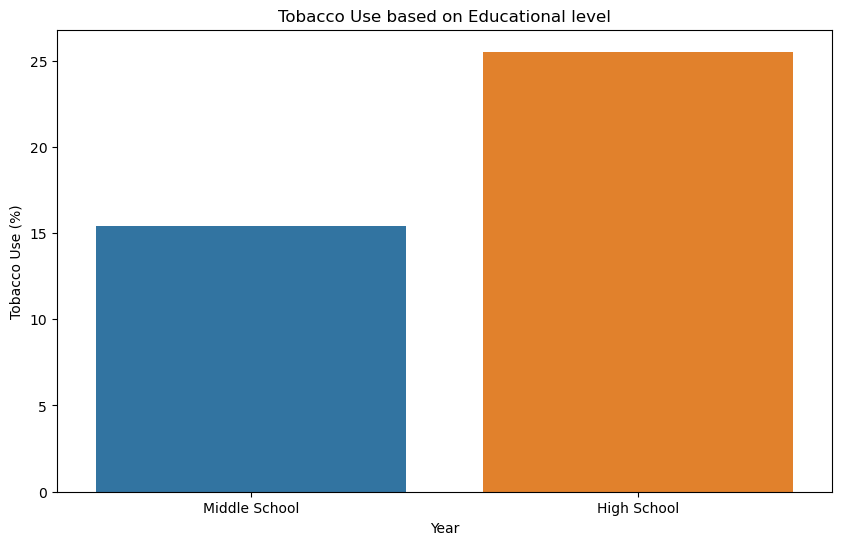 Tobacco Use based on Educational level
Tobacco Use (%)
25
20
15
10
5
0
Middle School
High School
Year